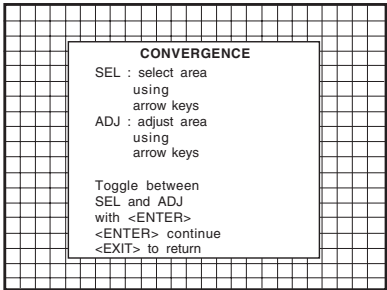 CONVERGENCE
SEL : select area
using
arrow keys
ADJ : adjust area
using
arrow keys
Toggle between
SEL and ADJ
with <ENTER>
<ENTER> continue
<EXIT> to return